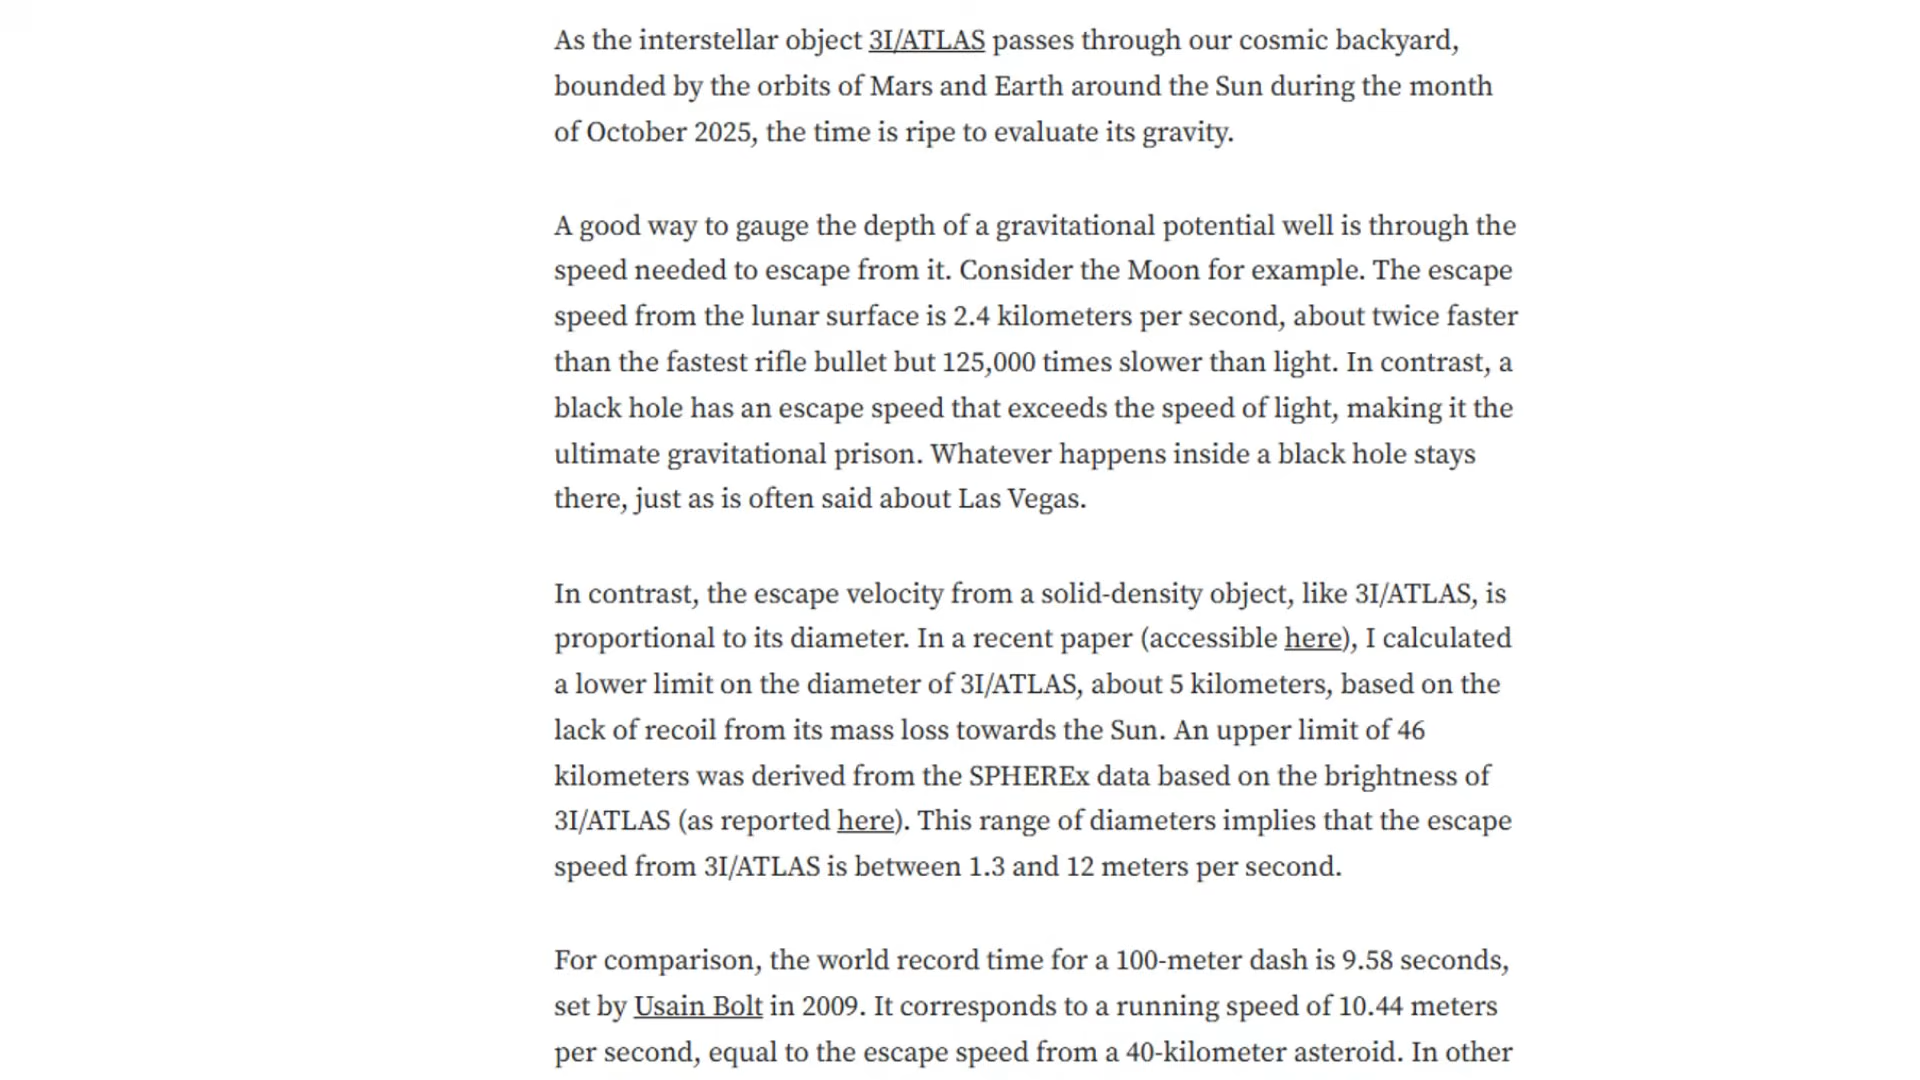 As the interstellar object 3I/ATLAS passes through our cosmic backyard,
bounded by the orbits of Mars and Earth around the Sun during the month
of October 2025, the time is ripe to evaluate its gravity.
A good way to gauge the depth of a gravitational potential well is through the
speed needed to escape from it. Consider the Moon for example. The escape
speed from the lunar surface is 2.4 kilometers per second, about twice faster
than the fastest rifle bullet but 125,000 times slower than light. In contrast, a
black hole has an escape speed that exceeds the speed of light, making it the
ultimate gravitational prison. Whatever happens inside a black hole stays
there, just as is often said about Las Vegas.
In contrast, the escape velocity from a solid-density object, like 3I/ATLAS, is
proportional to its diameter. In a recent paper (accessible here), I calculated
a lower limit on the diameter of 3I/ATLAS, about 5 kilometers, based on the
lack of recoil from its mass loss towards the Sun. An upper limit of 46
kilometers was derived from the SPHEREx data based on the brightness of
3I/ATLAS (as reported here). This range of diameters implies that the escape
speed from 3I/ATLAS is between 1.3 and 12 meters per second.
For comparison, the world record time for a 100-meter dash is 9.58 seconds,
set by Usain Bolt in 2009. It corresponds to a running speed of 10.44 meters
per second, equal to the escape speed from a 40-kilometer asteroid. In other